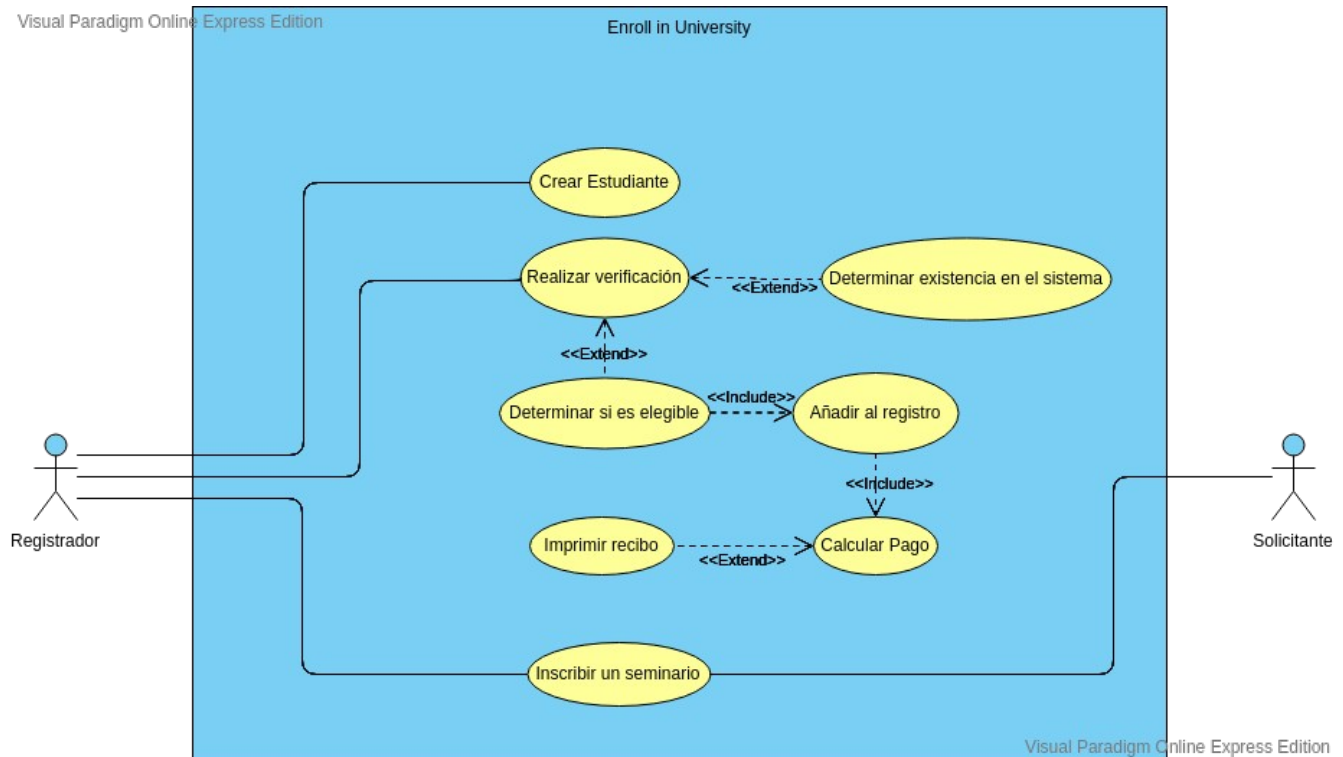 Visual Paradigm Online Express Edition
Enroll in University
Crear Estudiante
Realizar verificación
Determinar existencia en el sistema
<<Extend>>
<<Extend>>
<<Include>>
Determinar si es elegible
Añadir al registro
<<Include>>
Registrador
Solicitante
Imprimir recibo
Calcular Pago
<<Extend>>
Inscribir un seminario
Visual Paradigm Online Express Edition